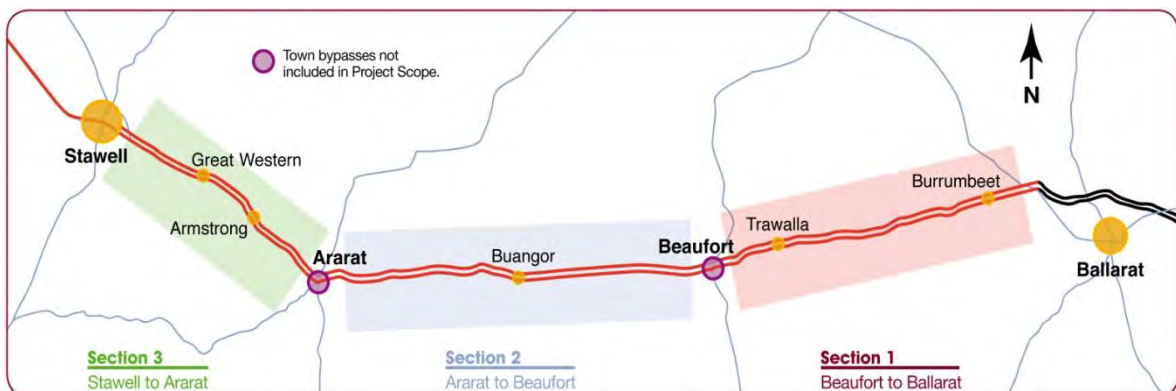 Town bypasses not
included in Project Scope.
N
Stawell
Great Western
Armstrong
Ararat
Buangor
Beaufort
Trawalla
Burrumbeet
Ballarat
Section 3
Stawell to Ararat
Section 2
Ararat to Beaufort
Section 1
Beaufort to Ballarat